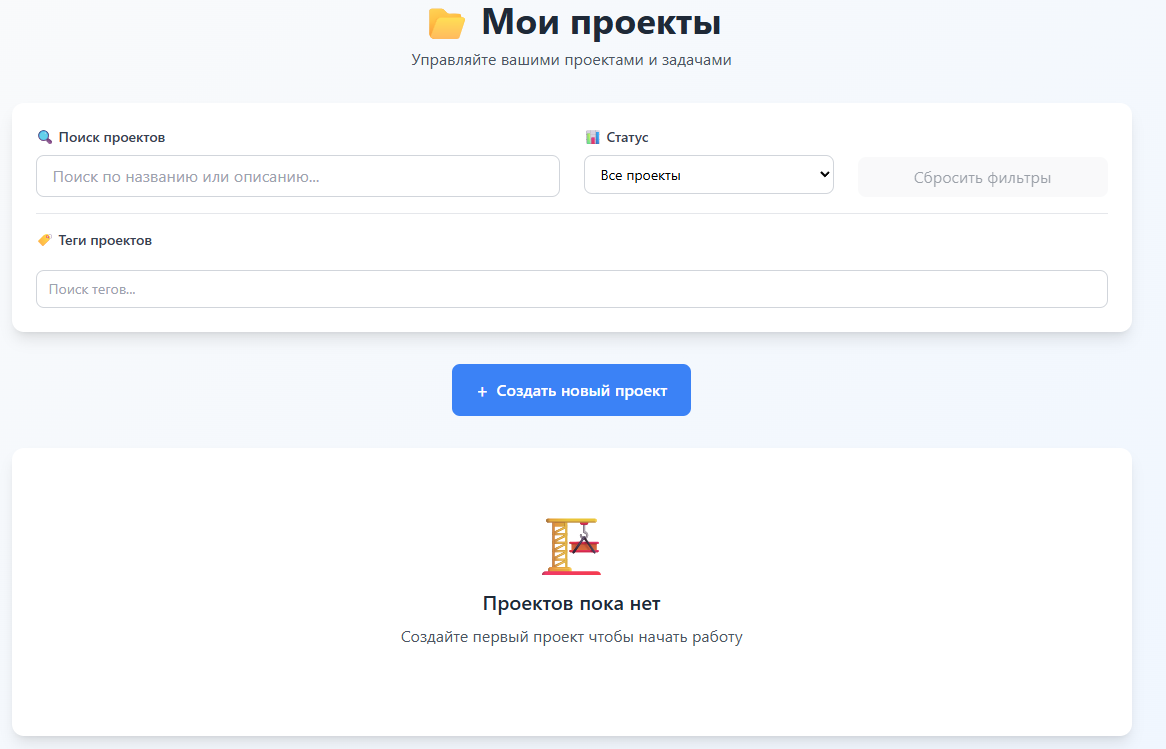 Мои проекты
Управляйте вашими проектами и задачами
Поиск проектов
Статус
Поиск по названию или описанию...
Все проекты
Сбросить фильтры
Теги проектов
Поиск тегов...
+ Создать новый проект
Проектов пока нет
Создайте первый проект чтобы начать работу